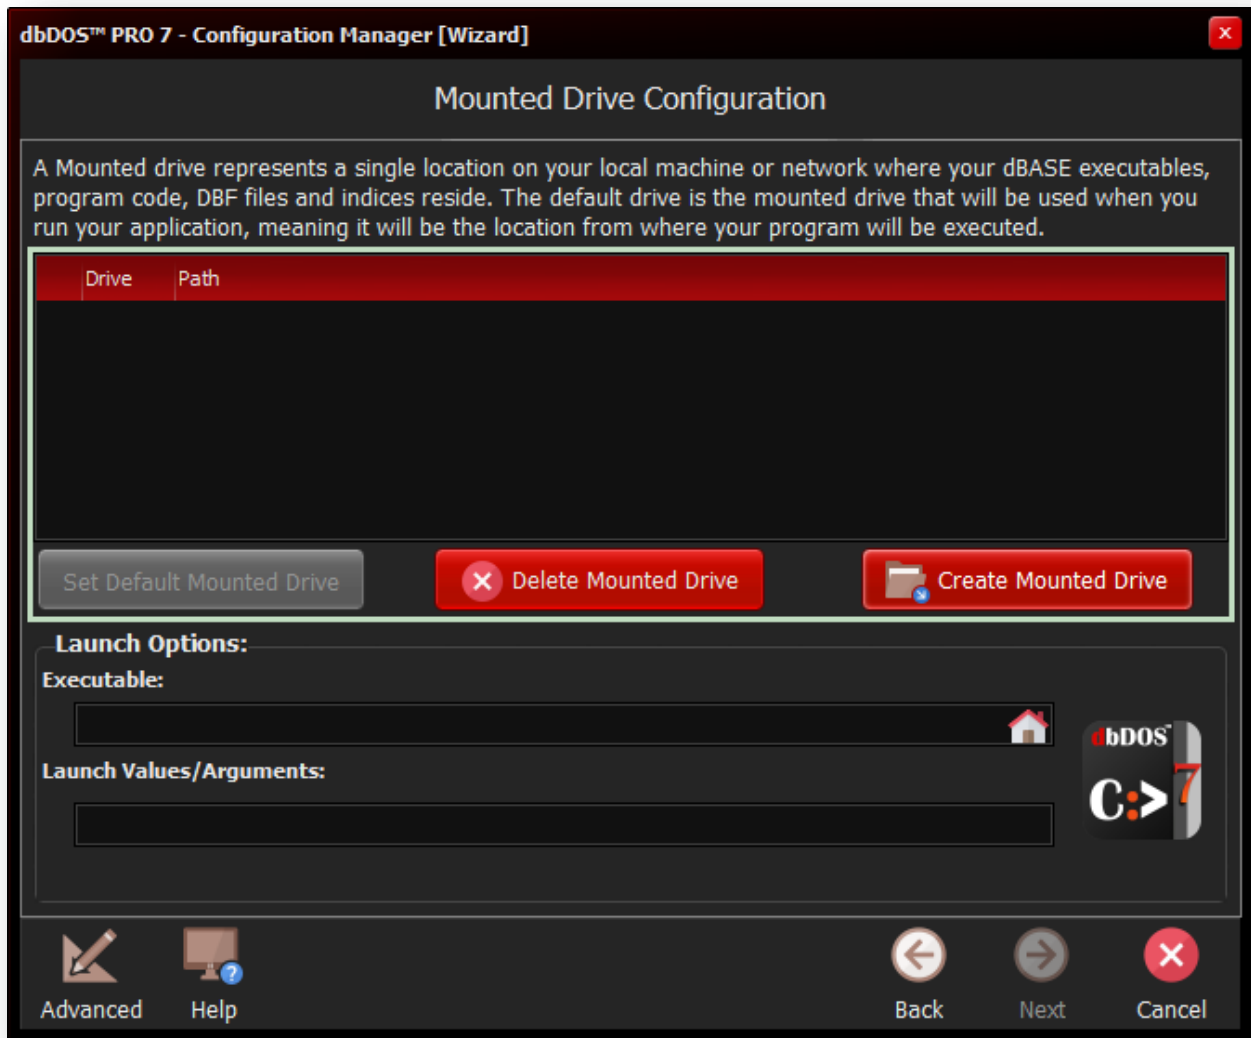 dbDOS™ PRO 7 - Configuration Manager [Wizard]
Mounted Drive Configuration
A Mounted drive represents a single location on your local machine or network where your dBASE executables,
program code, DBF files and indices reside. The default drive is the mounted drive that will be used when you
run your application, meaning it will be the location from where your program will be executed.
Drive Path
Set Default Mounted Drive Delete Mounted Drive Create Mounted Drive
Launch Options:
Executable:
dbDOS™
Launch Values/Arguments:
C:> 7
Advanced Help Back Next Cancel